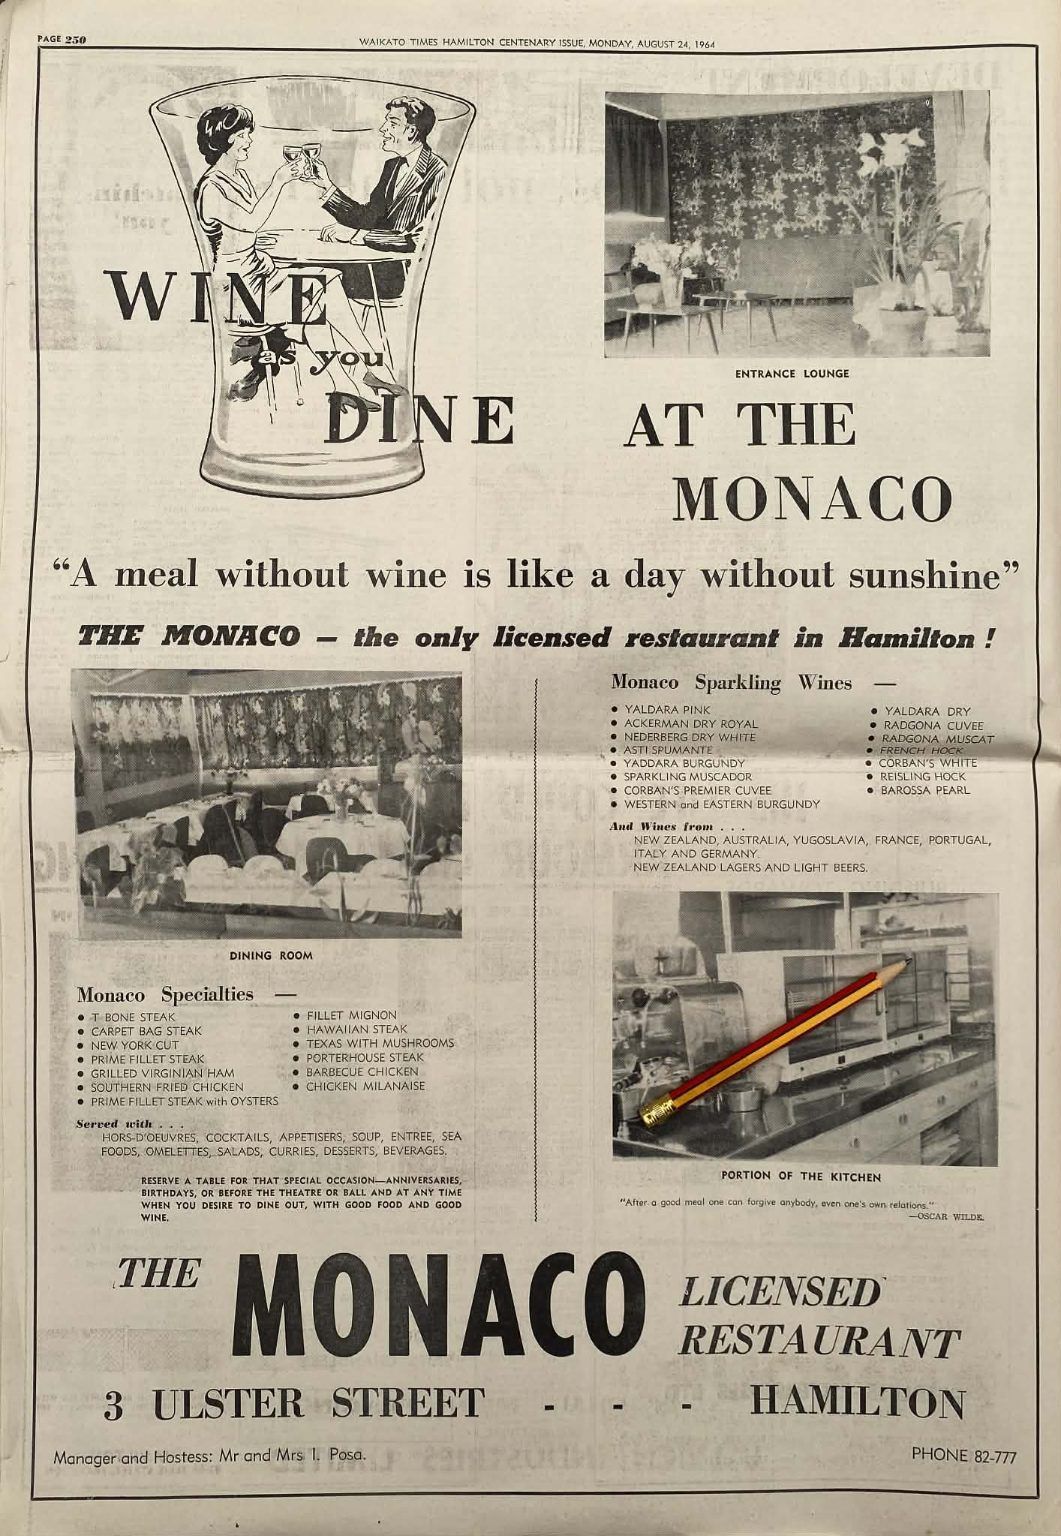 PAGE 250
WAIKATO TIMES HAMILTON CENTENARY ISSUE, MONDAY, AUGUST 24, 1964
WINE
as you
DINE
ENTRANCE LOUNGE
AT THE
MONACO
“A meal without wine is like a day without sunshine”
THE MONACO – the only licensed restaurant in Hamilton !
DINING ROOM
Monaco Specialties —
• T BONE STEAK
• CARPET BAG STEAK
• NEW YORK CUT
• PRIME FILLET STEAK
• GRILLED VIRGINIAN HAM
• SOUTHERN FRIED CHICKEN
• PRIME FILLET STEAK with OYSTERS
• FILLET MIGNON
• HAWAIIAN STEAK
• TEXAS WITH MUSHROOMS
• PORTERHOUSE STEAK
• BARBECUE CHICKEN
• CHICKEN MILANAISE
Served with . . .
HORS-D'OEUVRES, COCKTAILS, APPETISERS, SOUP, ENTREE, SEA
FOODS, OMELETTES, SALADS, CURRIES, DESSERTS, BEVERAGES.
RESERVE A TABLE FOR THAT SPECIAL OCCASION—ANNIVERSARIES,
BIRTHDAYS, OR BEFORE THE THEATRE OR BALL AND AT ANY TIME
WHEN YOU DESIRE TO DINE OUT, WITH GOOD FOOD AND GOOD
WINE.
Monaco Sparkling Wines —
• YALDARA PINK
• ACKERMAN DRY ROYAL
• NEDERBERG DRY WHITE
• ASTI SPUMANTE
• YADDARA BURGUNDY
• SPARKLING MUSCADOR
• CORBAN'S PREMIER CUVEE
• WESTERN and EASTERN BURGUNDY
• YALDARA DRY
• RADGONA CUVEE
• RADGONA MUSCAT
• FRENCH HOCK
• CORBAN'S WHITE
• REISLING HOCK
• BAROSSA PEARL
And Wines from . . .
NEW ZEALAND, AUSTRALIA, YUGOSLAVIA, FRANCE, PORTUGAL,
ITALY AND GERMANY.
NEW ZEALAND LAGERS AND LIGHT BEERS.
PORTION OF THE KITCHEN
“After a good meal one can forgive anybody, even one's own relations.”
—OSCAR WILDE.
THE MONACO LICENSED
RESTAURANT
3 ULSTER STREET - - - HAMILTON
Manager and Hostess: Mr and Mrs I. Posa.
PHONE 82-777